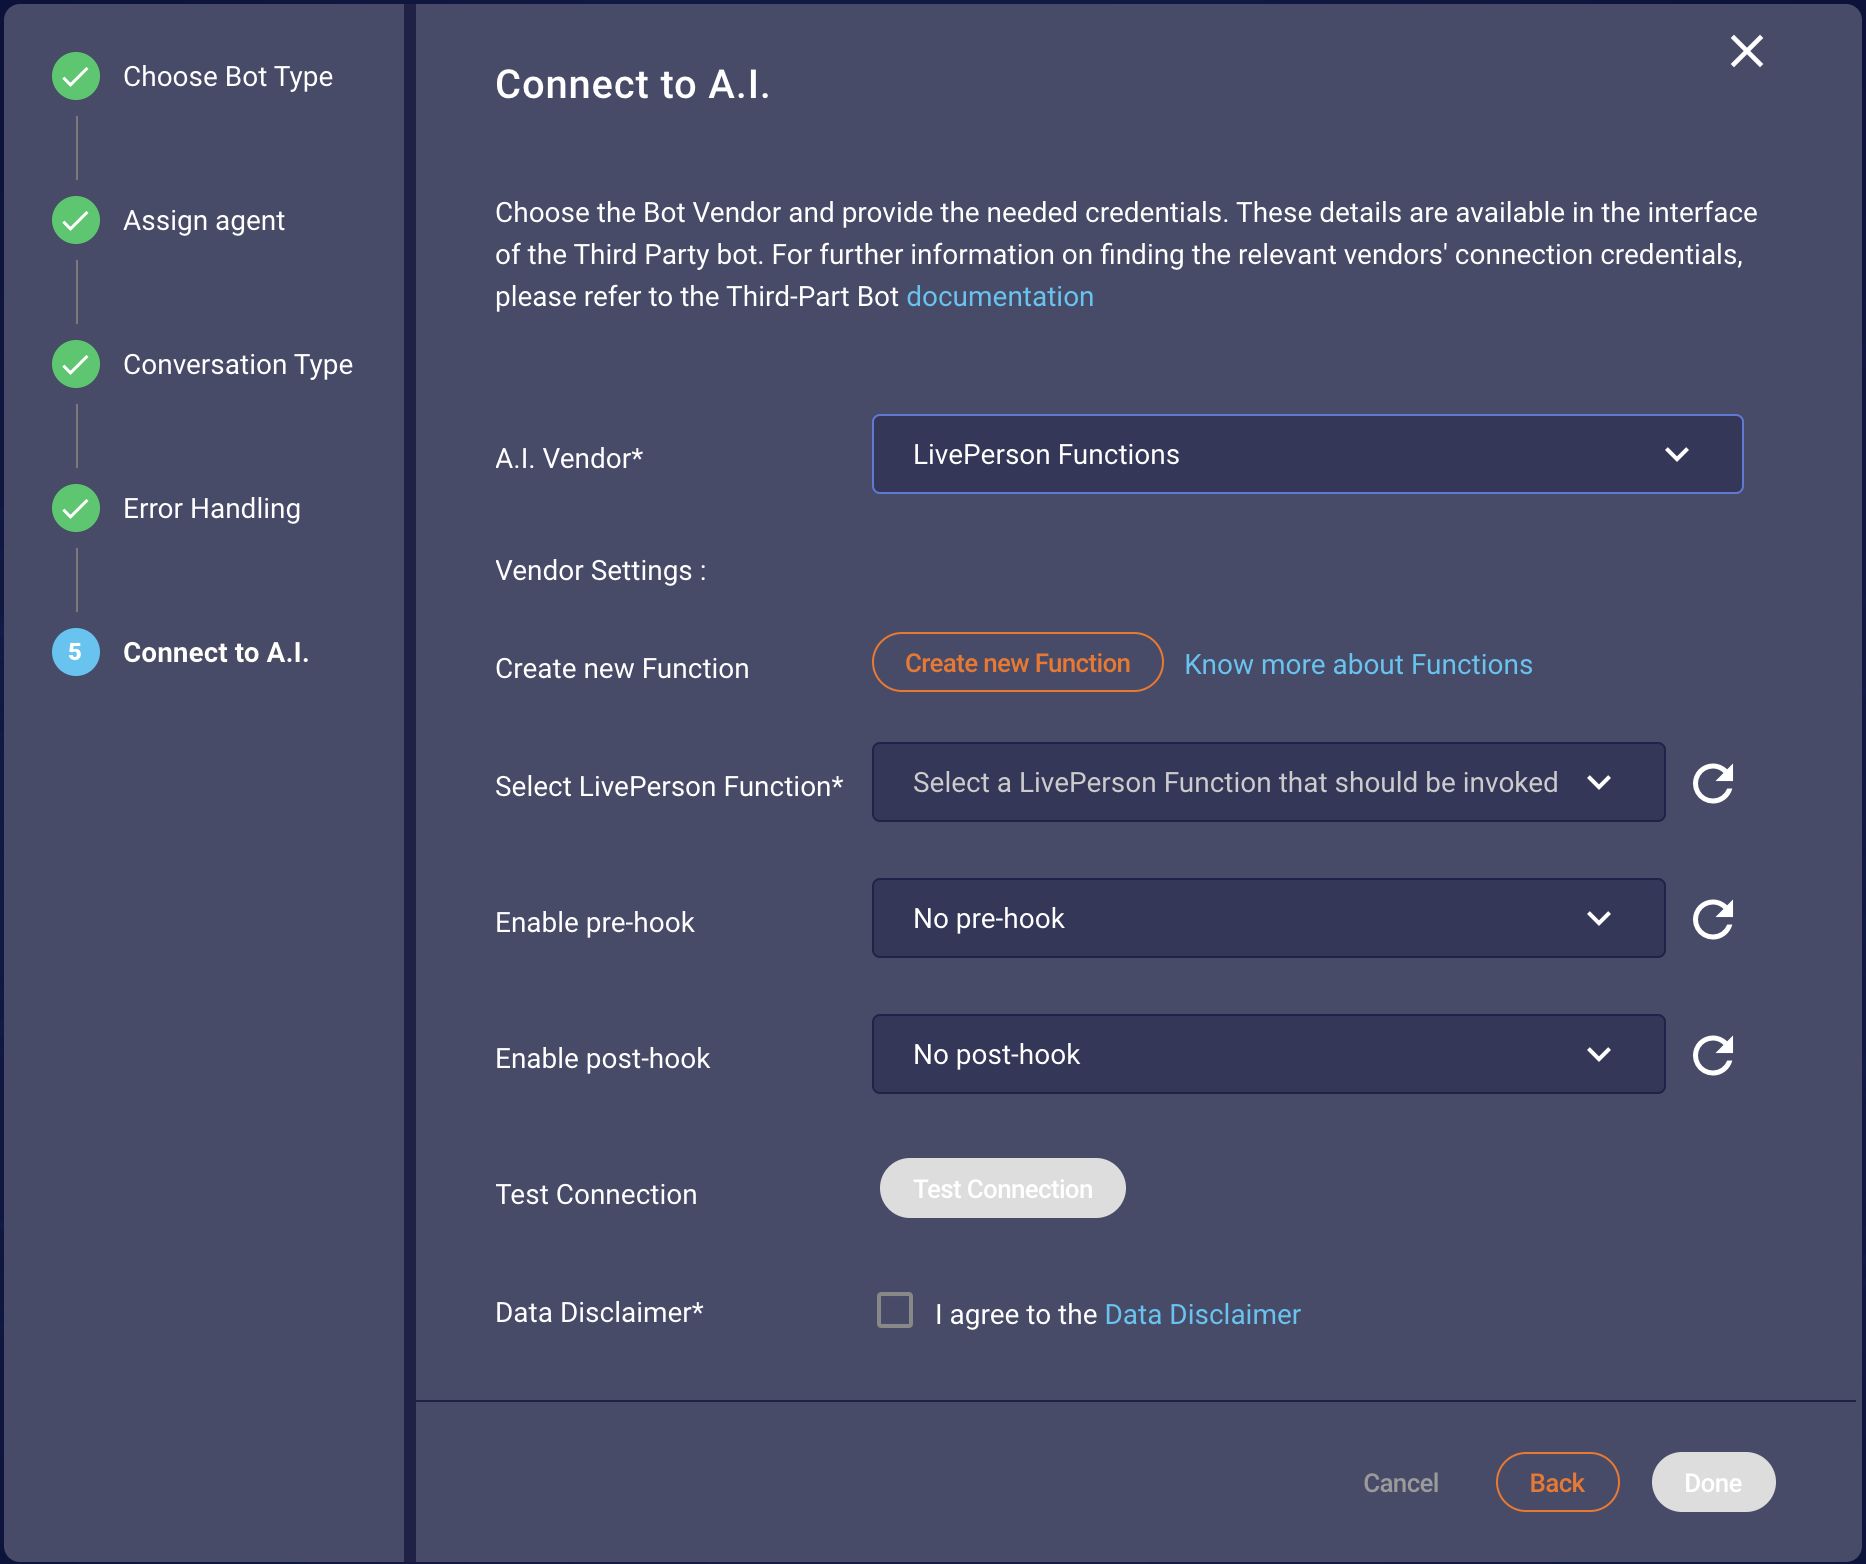 Choose Bot Type
Assign agent
Conversation Type
Error Handling
5
Connect to A.I.
Connect to A.I.
Choose the Bot Vendor and provide the needed credentials. These details are available in the interface
of the Third Party bot. For further information on finding the relevant vendors' connection credentials,
please refer to the Third-Part Bot documentation
A.I. Vendor*
LivePerson Functions
Vendor Settings :
Create new Function
Create new Function
Know more about Functions
Select LivePerson Function*
Select a LivePerson Function that should be invoked
Enable pre-hook
No pre-hook
Enable post-hook
No post-hook
Test Connection
Test Connection
Data Disclaimer*
I agree to the Data Disclaimer
Cancel
Back
Done